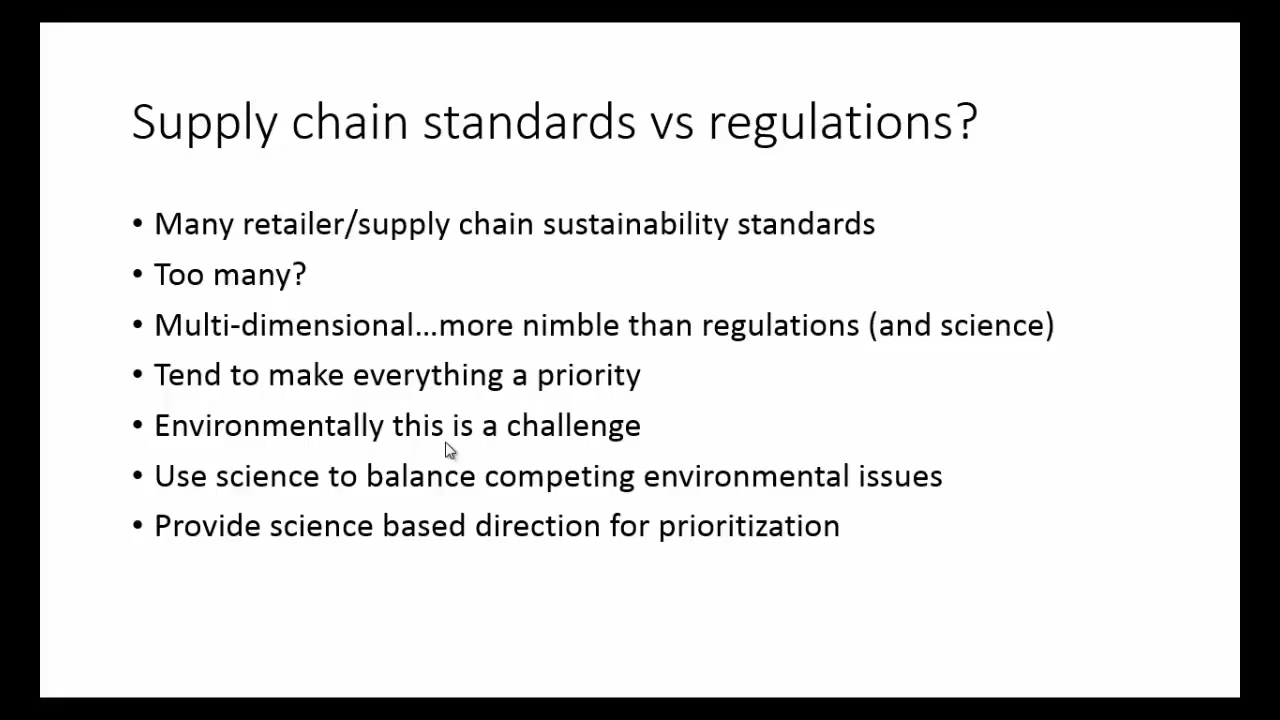 Supply chain standards vs regulations?
• Many retailer/supply chain sustainability standards
• Too many?
• Multi-dimensional...more nimble than regulations (and science)
• Tend to make everything a priority
• Environmentally this is a challenge
• Use science to balance competing environmental issues
• Provide science based direction for prioritization